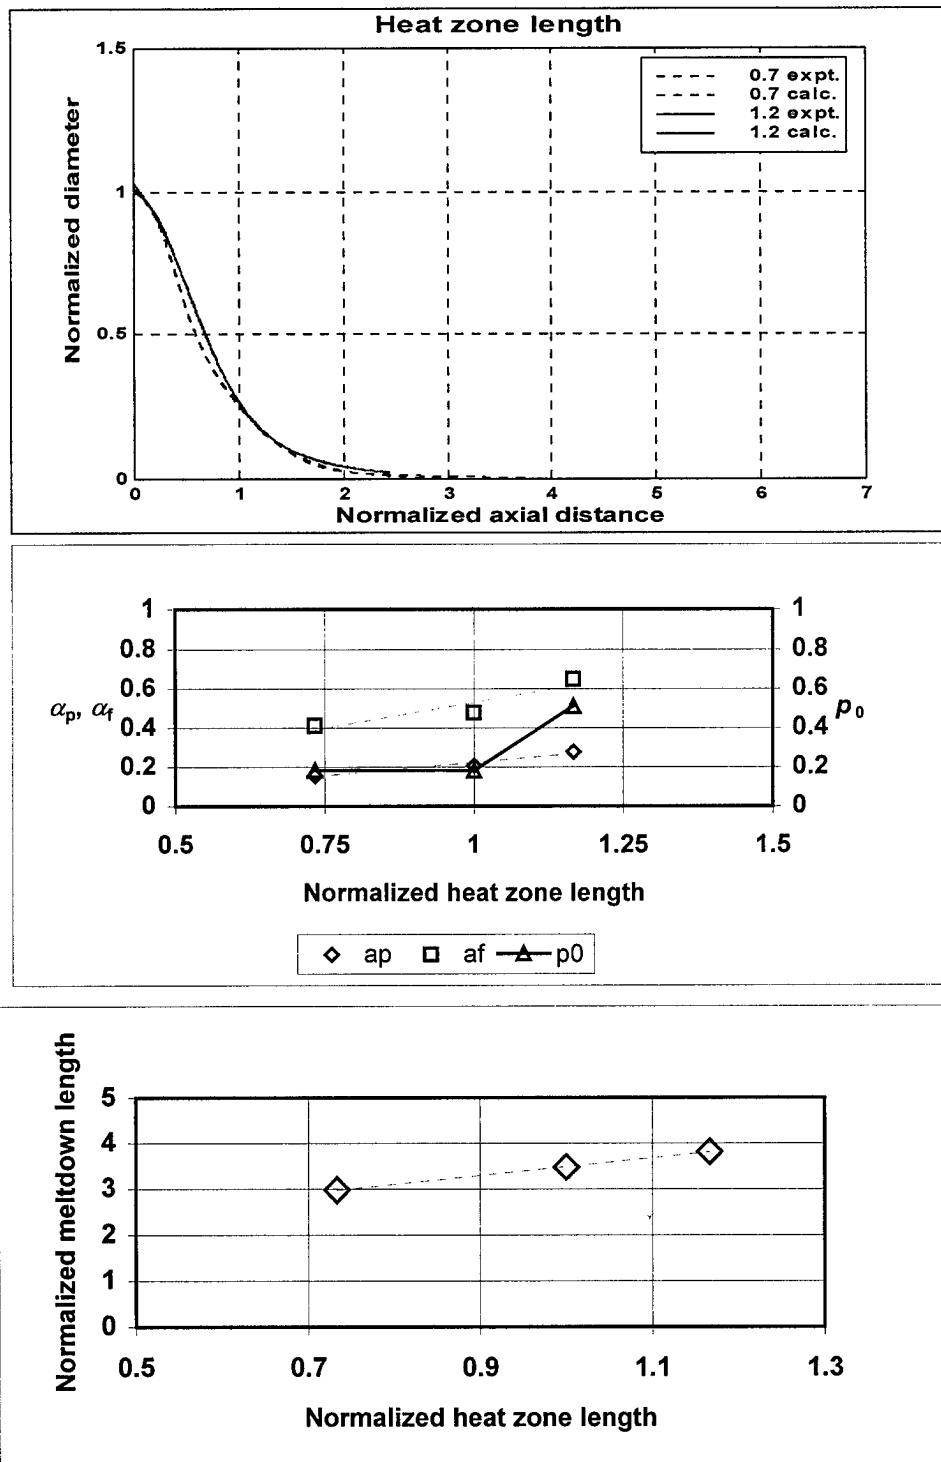 Heat zone length
1.5
1
0.5
0
Normalized diameter
0.7 expt.
0.7 calc.
1.2 expt.
1.2 calc.
0 1 2 3 4 5 6 7
Normalized axial distance
1
0.8
0.6
0.4
0.2
0
αp, αf
1
0.8
0.6
0.4
0.2
0
p0
0.5 0.75 1 1.25 1.5
Normalized heat zone length
ap af p0
Normalized meltdown length
5
4
3
2
1
0
0.5 0.7 0.9 1.1 1.3
Normalized heat zone length